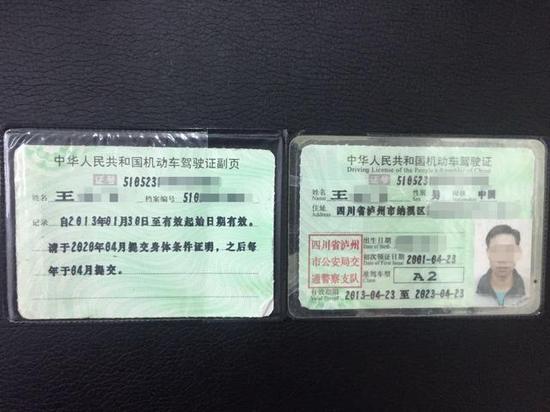 中华人民共和国机动车驾驶证副页
证号 5105231
姓名 王 档案编号 510
记录 自2013年01月30日至有效起始日期有效。
请于2020年04月提交身体条件证明，之后每
年于04月提交。
中华人民共和国机动车驾驶证
Driving License of the People's Republic of China
证号 5105231
姓名 王 性别 男 国籍 中国
Name
住址 四川省泸州市纳溪区
Address
四川省泸州
市公安局交
通警察支队
出生日期
Date of Birth
初次领证日期 2001-04-23
Date of First Issue
准驾车型 A2
Class
有效期限 2013-04-23 至 2023-04-23
Valid Period